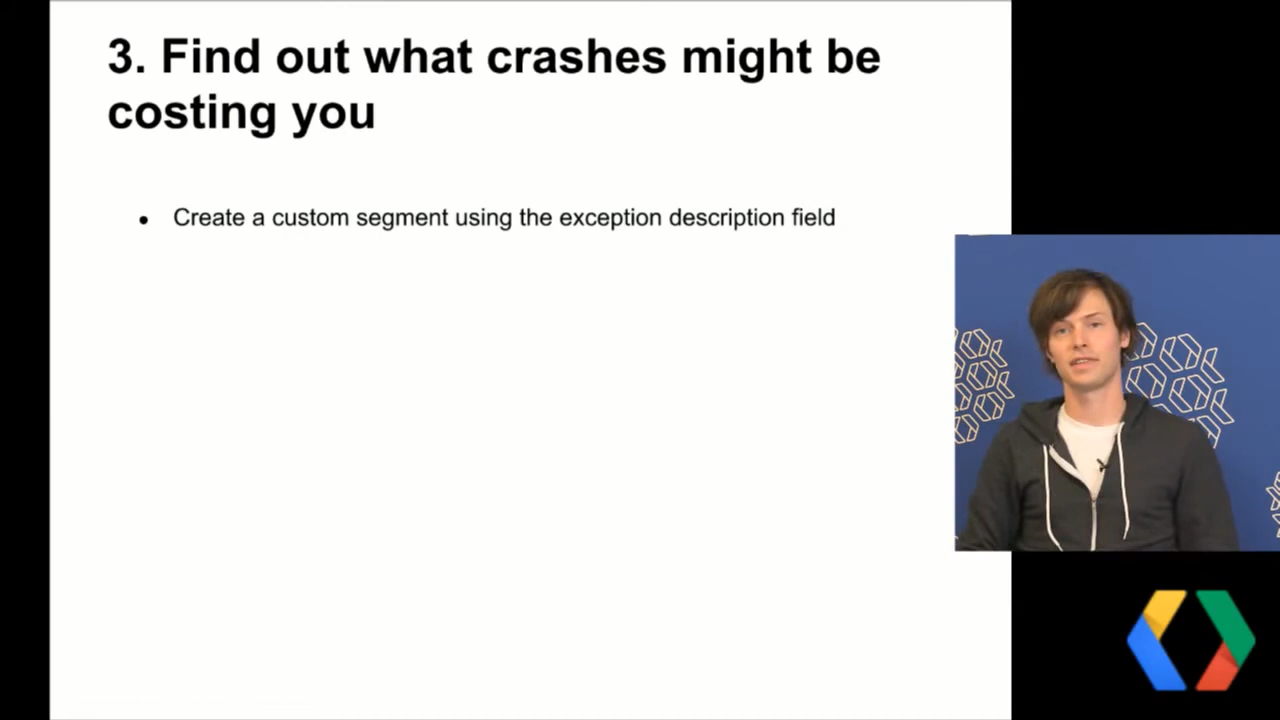 3. Find out what crashes might be
costing you
• Create a custom segment using the exception description field